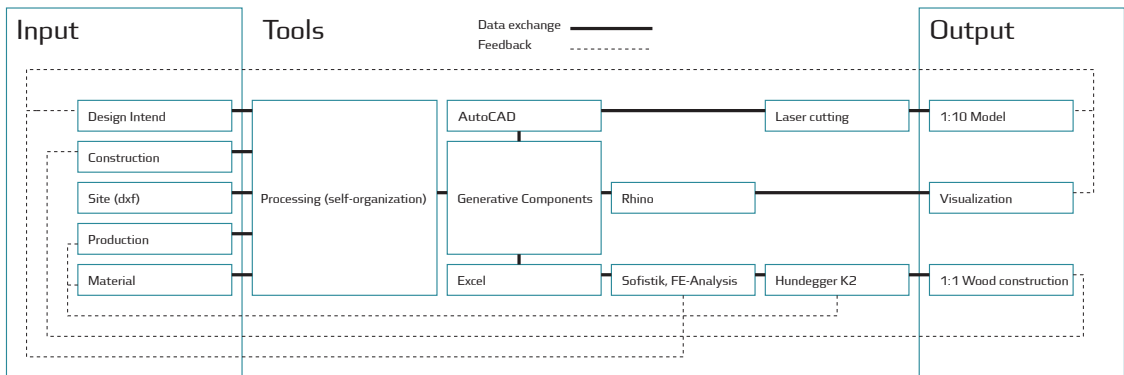 Input
Tools
Data exchange
Feedback
Output
Design Intend
AutoCAD
Laser cutting
1:10 Model
Construction
Site (dxf)
Processing (self-organization)
Generative Components
Rhino
Visualization
Production
Material
Excel
Sofistik, FE-Analysis
Hundegger K2
1:1 Wood construction